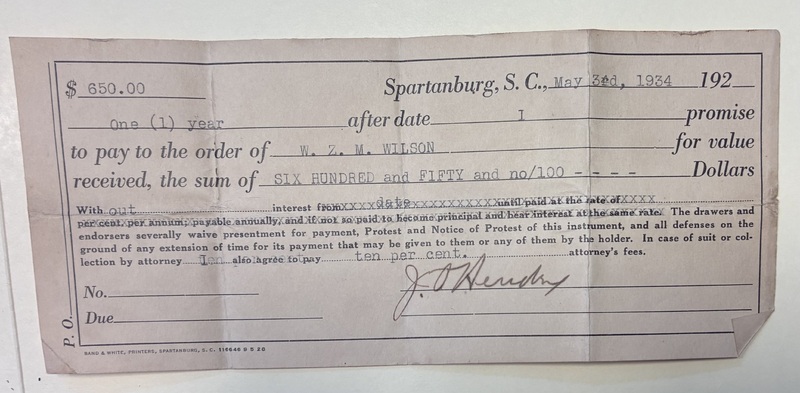 $ 650.00 Spartanburg, S. C., May 3rd, 1934 192
One (1) year after date I promise
to pay to the order of W. Z. M. WILSON for value
received, the sum of SIX HUNDRED and FIFTY and no/100 - - - - Dollars
With out interest from date until paid at the rate of
per cent. per annum; payable annually, and if not so paid to become principal and bear interest at the same rate. The drawers and
endorsers severally waive presentment for payment, Protest and Notice of Protest of this instrument, and all defenses on the
ground of any extension of time for its payment that may be given to them or any of them by the holder. In case of suit or col-
lection by attorney I also agree to pay ten per cent. attorney's fees.
No.
Due
P. O.
BAND & WHITE, PRINTERS, SPARTANBURG, S. C.